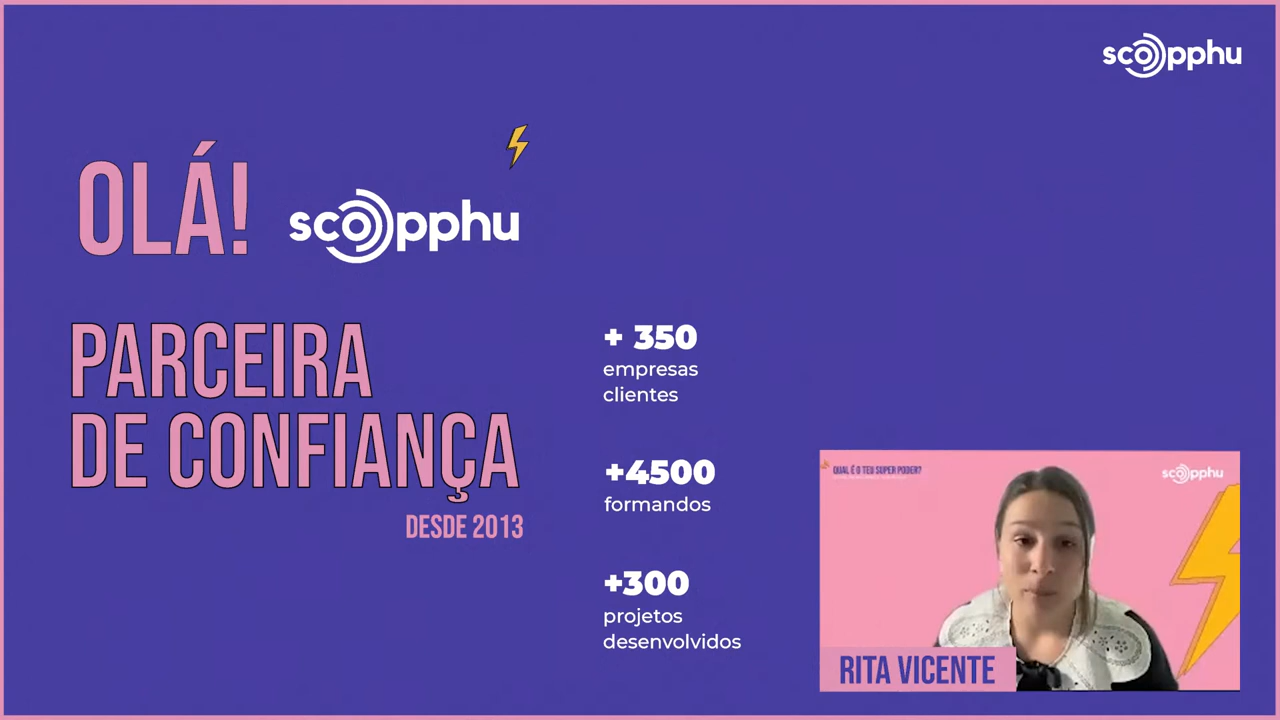 scopphu
OLÁ!
scopphu
PARCEIRA
DE CONFIANÇA
DESDE 2013
+ 350
empresas
clientes
+4500
formandos
+300
projetos
desenvolvidos
QUAL É O TEU SUPER PODER?
scopphu
RITA VICENTE